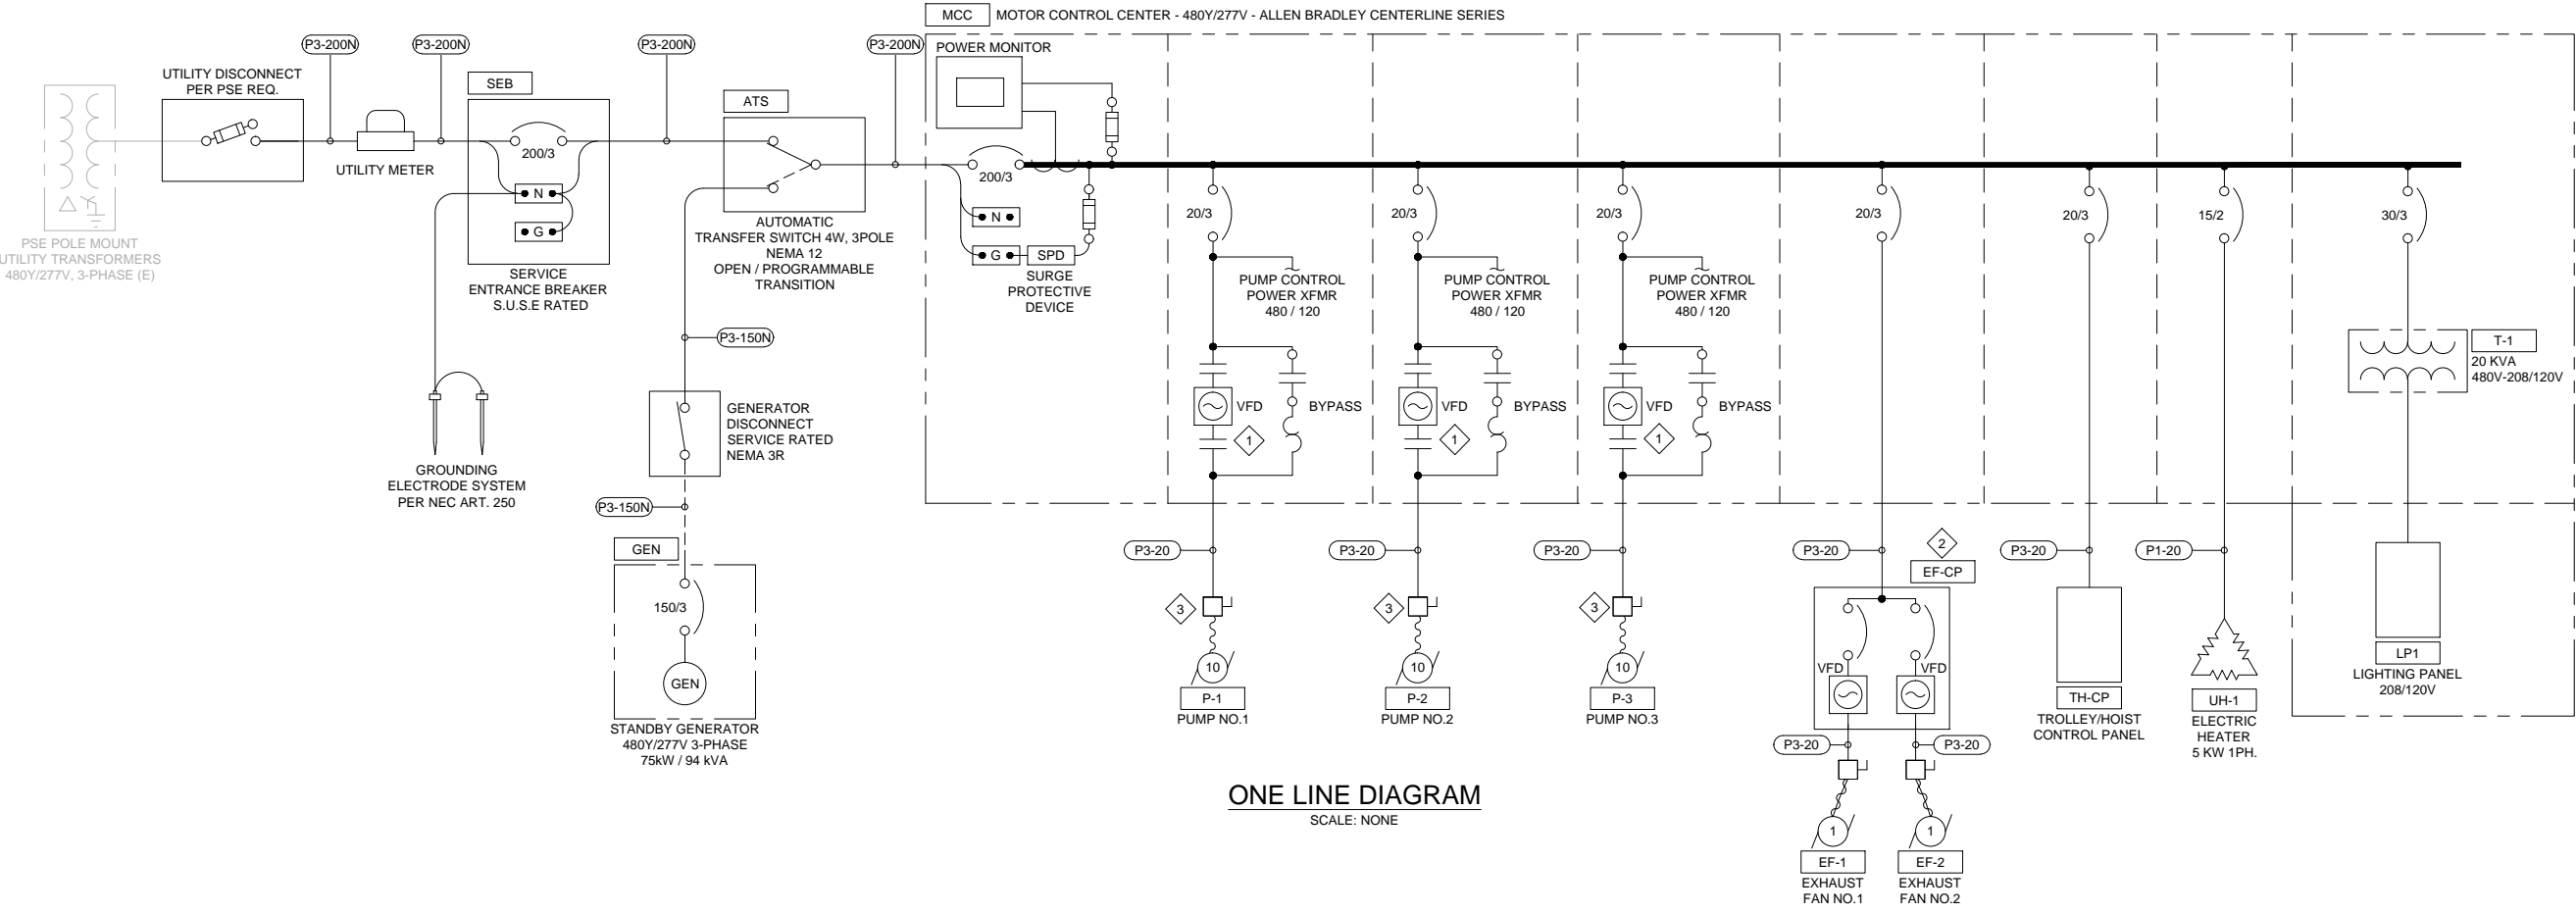 MCC
MOTOR CONTROL CENTER - 480Y/277V - ALLEN BRADLEY CENTERLINE SERIES
P3-200N
P3-200N
P3-200N
P3-200N
POWER MONITOR
UTILITY DISCONNECT
PER PSE REQ.
SEB
ATS
200/3
UTILITY METER
N
G
200/3
N
G
SPD
SURGE
PROTECTIVE
DEVICE
PSE POLE MOUNT
UTILITY TRANSFORMERS
480Y/277V, 3-PHASE (E)
SERVICE
ENTRANCE BREAKER
S.U.S.E RATED
AUTOMATIC
TRANSFER SWITCH 4W, 3POLE
NEMA 12
OPEN / PROGRAMMABLE
TRANSITION
20/3
20/3
20/3
20/3
20/3
15/2
30/3
PUMP CONTROL
POWER XFMR
480 / 120
PUMP CONTROL
POWER XFMR
480 / 120
PUMP CONTROL
POWER XFMR
480 / 120
P3-150N
T-1
20 KVA
480V-208/120V
VFD
BYPASS
1
VFD
BYPASS
1
VFD
BYPASS
1
GENERATOR
DISCONNECT
SERVICE RATED
NEMA 3R
GROUNDING
ELECTRODE SYSTEM
PER NEC ART. 250
P3-150N
GEN
150/3
GEN
STANDBY GENERATOR
480Y/277V 3-PHASE
75kW / 94 kVA
P3-20
P3-20
P3-20
P3-20
2
EF-CP
P3-20
P1-20
3
3
3
10
10
10
P-1
PUMP NO.1
P-2
PUMP NO.2
P-3
PUMP NO.3
VFD
VFD
TH-CP
TROLLEY/HOIST
CONTROL PANEL
UH-1
ELECTRIC
HEATER
5 KW 1PH.
LP1
LIGHTING PANEL
208/120V
P3-20
P3-20
1
1
EF-1
EXHAUST
FAN NO.1
EF-2
EXHAUST
FAN NO.2
ONE LINE DIAGRAM
SCALE: NONE